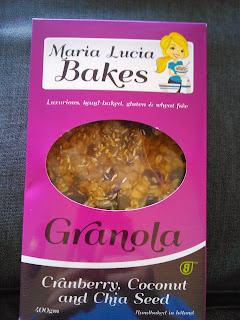 Maria Lucia
Bakes
Luxurious, hand-baked, gluten & wheat free
Granola
Cranberry, Coconut
and Chia Seed
400gm
Handbaked in Ireland